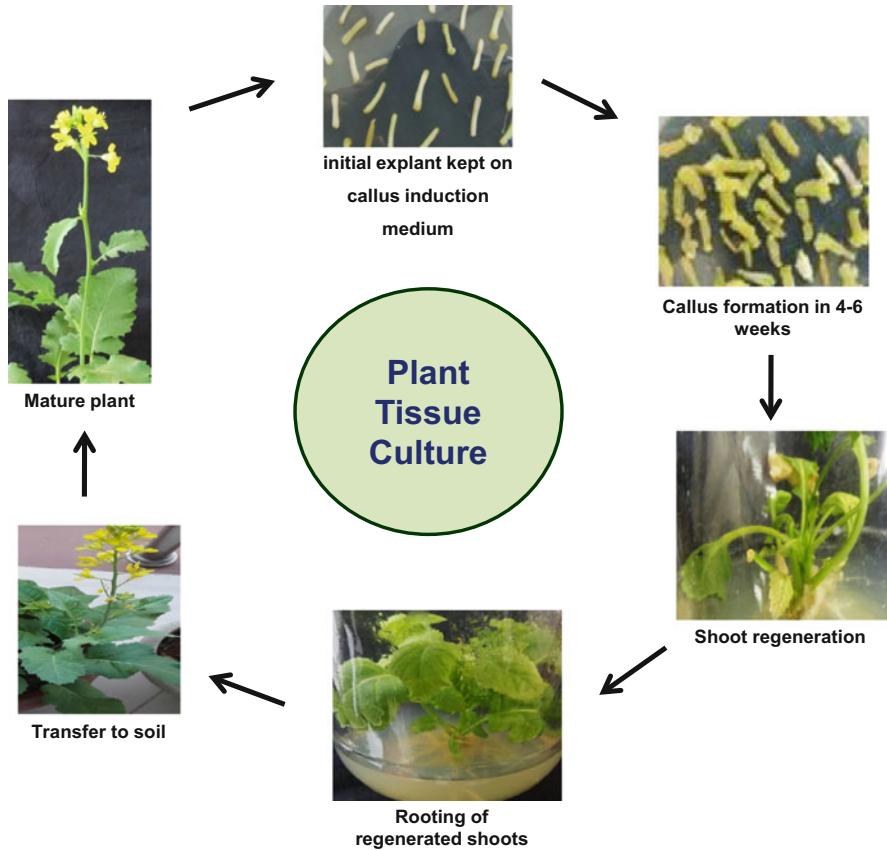 initial explant kept on
callus induction
medium
Callus formation in 4-6
weeks
Shoot regeneration
Rooting of
regenerated shoots
Transfer to soil
Mature plant
Plant
Tissue
Culture